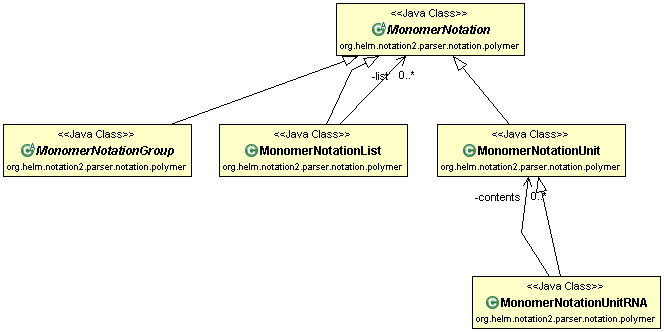 <<Java Class>>
MonomerNotation
org.helm.notation2.parser.notation.polymer
-list 0..*
<<Java Class>>
MonomerNotationGroup
org.helm.notation2.parser.notation.polymer
<<Java Class>>
MonomerNotationList
org.helm.notation2.parser.notation.polymer
<<Java Class>>
MonomerNotationUnit
org.helm.notation2.parser.notation.polymer
-contents 0..*
<<Java Class>>
MonomerNotationUnitRNA
org.helm.notation2.parser.notation.polymer